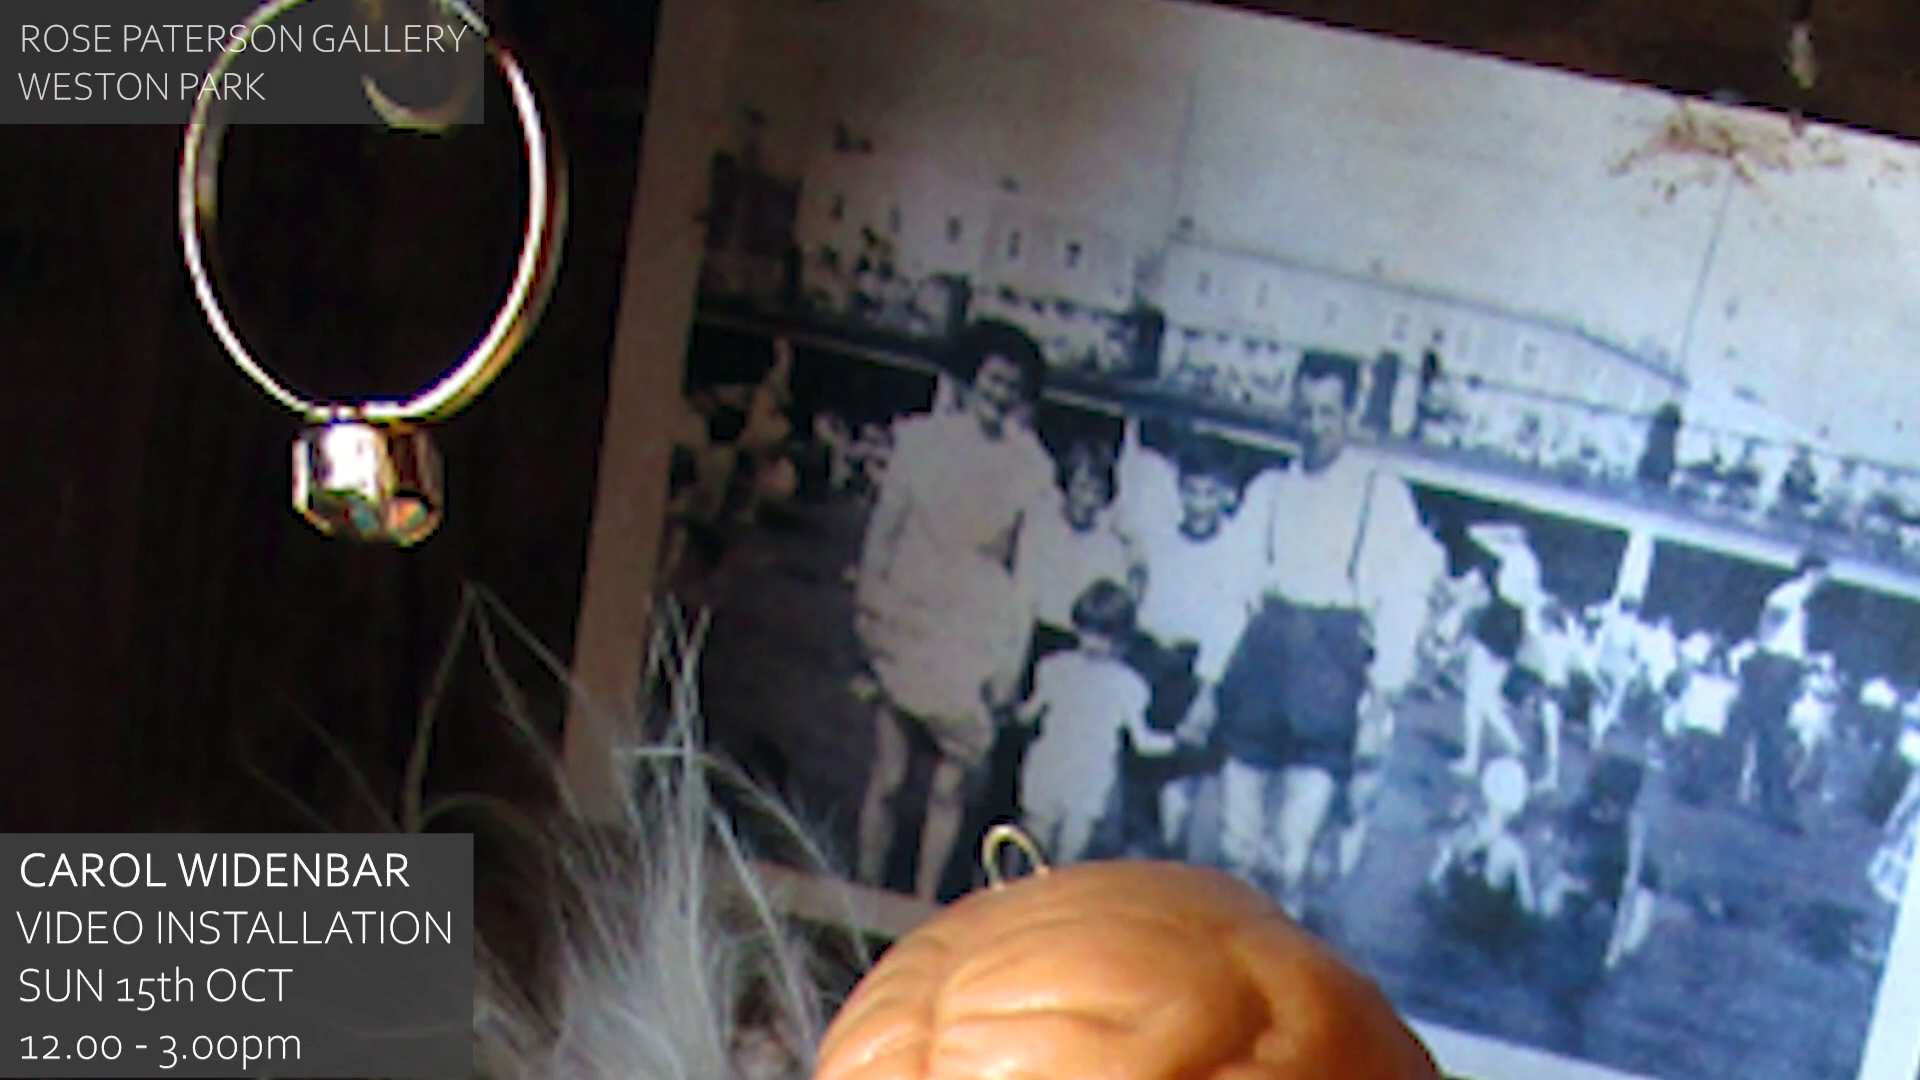 ROSE PATERSON GALLERY
WESTON PARK
CAROL WIDENBAR
VIDEO INSTALLATION
SUN 15th OCT
12.00 - 3.00pm